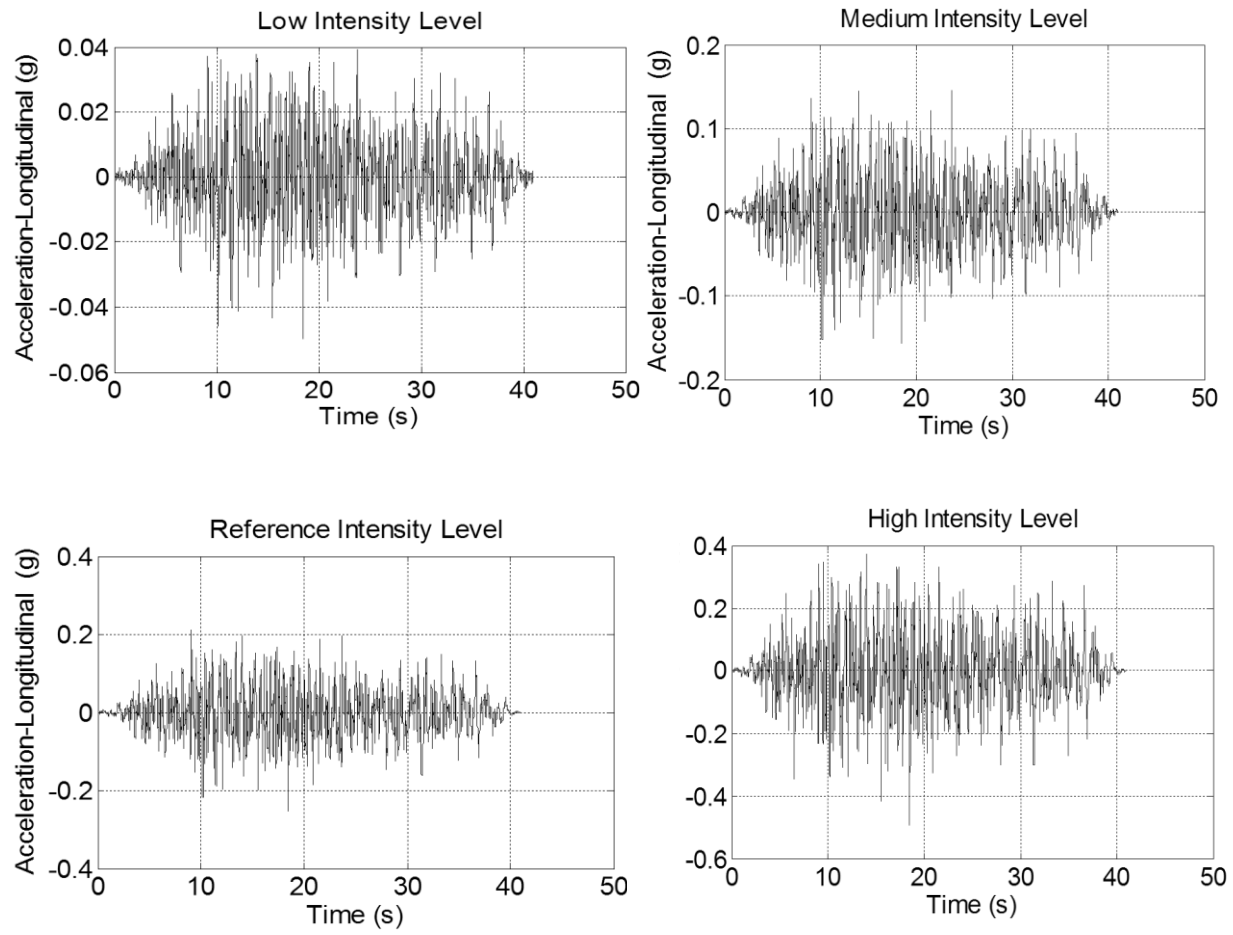 Low Intensity Level
Acceleration-Longitudinal (g)
0.04
0.02
0
-0.02
-0.04
-0.06
0 10 20 30 40 50
Time (s)
Medium Intensity Level
Acceleration-Longitudinal (g)
0.2
0.1
0
-0.1
-0.2
0 10 20 30 40 50
Time (s)
Reference Intensity Level
Acceleration-Longitudinal (g)
0.4
0.2
0
-0.2
-0.4
0 10 20 30 40 50
Time (s)
High Intensity Level
Acceleration-Longitudinal (g)
0.4
0.2
0
-0.2
-0.4
-0.6
0 10 20 30 40 50
Time (s)